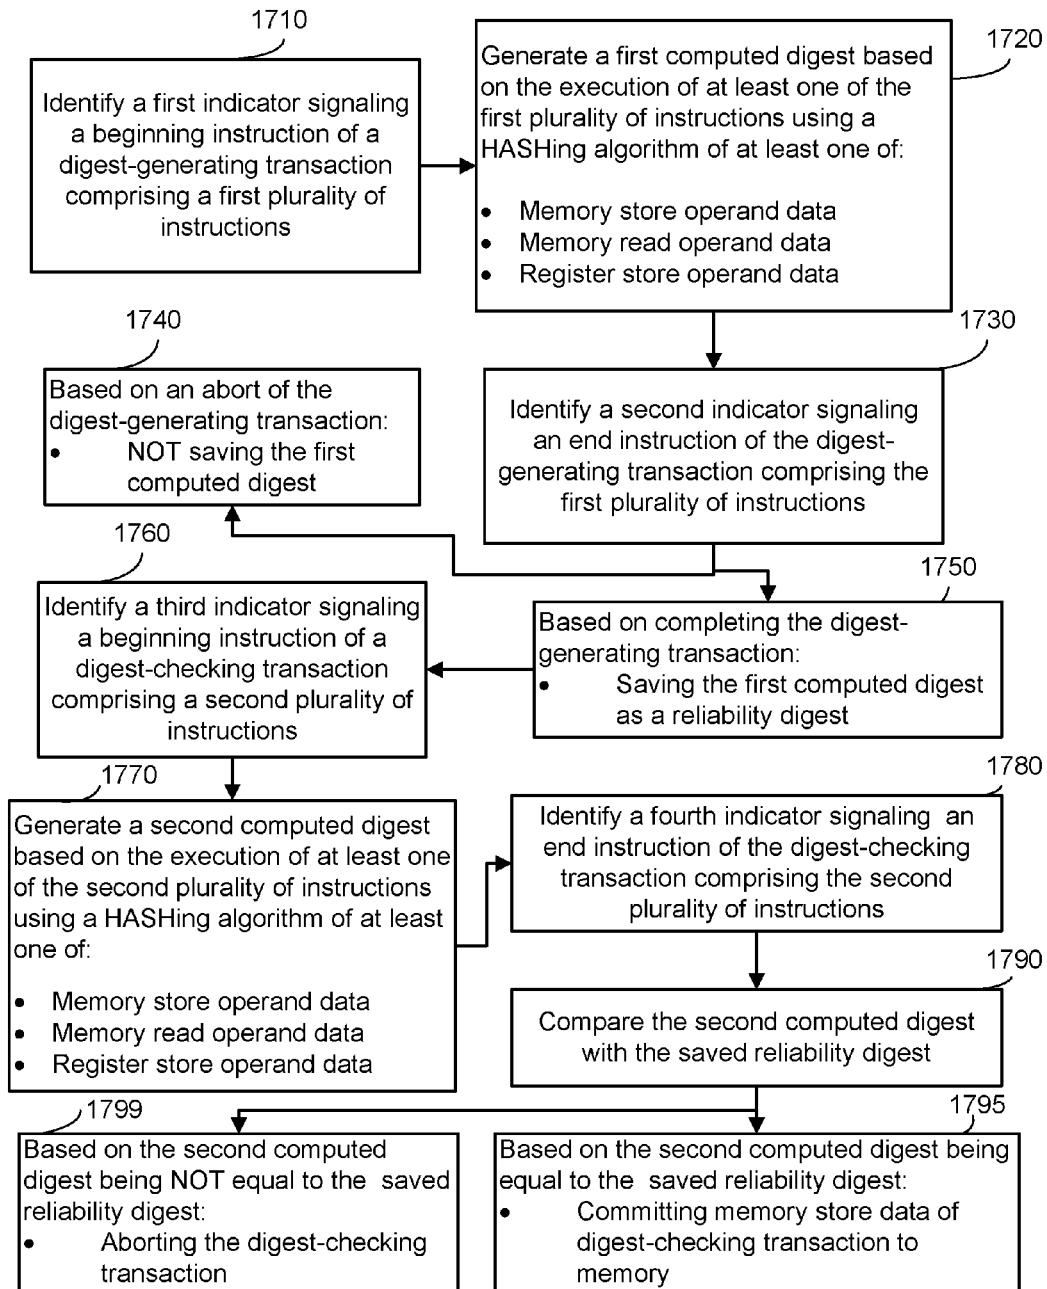 1710
Identify a first indicator signaling
a beginning instruction of a
digest-generating transaction
comprising a first plurality of
instructions
1720
Generate a first computed digest based
on the execution of at least one of the
first plurality of instructions using a
HASHing algorithm of at least one of:
• Memory store operand data
• Memory read operand data
• Register store operand data
1730
Identify a second indicator signaling
an end instruction of the digest-
generating transaction comprising the
first plurality of instructions
1740
Based on an abort of the
digest-generating transaction:
• NOT saving the first
computed digest
1750
Based on completing the digest-
generating transaction:
• Saving the first computed digest
as a reliability digest
1760
Identify a third indicator signaling
a beginning instruction of a
digest-checking transaction
comprising a second plurality of
instructions
1770
Generate a second computed digest
based on the execution of at least one
of the second plurality of instructions
using a HASHing algorithm of at least
one of:
• Memory store operand data
• Memory read operand data
• Register store operand data
1780
Identify a fourth indicator signaling an
end instruction of the digest-checking
transaction comprising the second
plurality of instructions
1790
Compare the second computed digest
with the saved reliability digest
1799
Based on the second computed
digest being NOT equal to the saved
reliability digest:
• Aborting the digest-checking
transaction
1795
Based on the second computed digest being
equal to the saved reliability digest:
• Committing memory store data of
digest-checking transaction to
memory